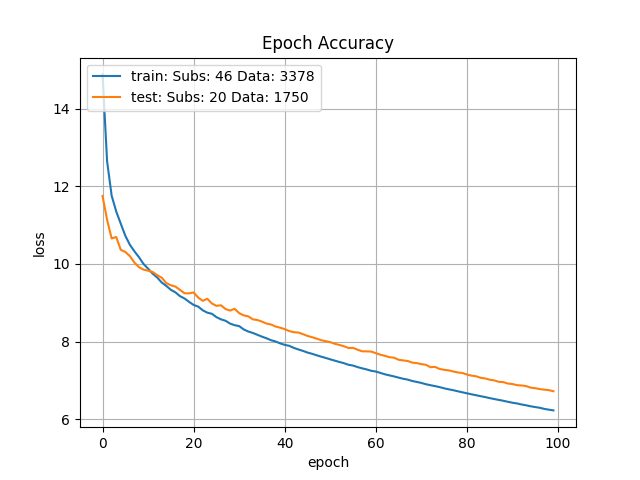 Epoch Accuracy
train: Subs: 46 Data: 3378
test: Subs: 20 Data: 1750
14
12
10
8
6
loss
0 20 40 60 80 100
epoch